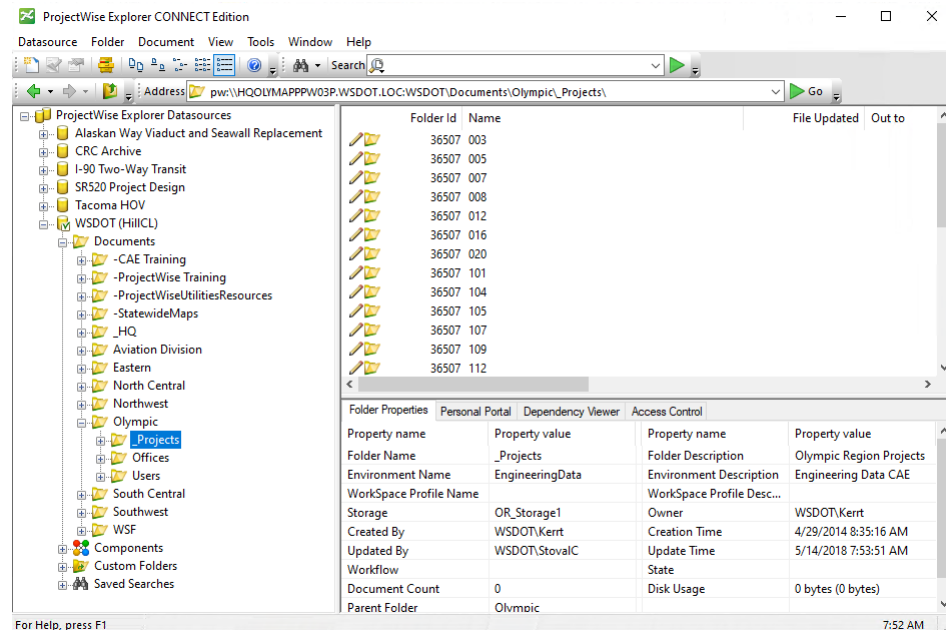 ProjectWise Explorer CONNECT Edition
Datasource Folder Document View Tools Window Help
Search
Address pw:\\HQOLYMAPPPW03P.WSDOT.LOC:WSDOT\Documents\Olympic\_Projects\ Go
ProjectWise Explorer Datasources
Alaskan Way Viaduct and Seawall Replacement
CRC Archive
I-90 Two-Way Transit
SR520 Project Design
Tacoma HOV
WSDOT (HillCL)
Documents
-CAE Training
-ProjectWise Training
-ProjectWiseUtilitiesResources
-StatewideMaps
_HQ
Aviation Division
Eastern
North Central
Northwest
Olympic
_Projects
Offices
Users
South Central
Southwest
WSF
Components
Custom Folders
Saved Searches
Folder Id Name File Updated Out to
36507 003
36507 005
36507 007
36507 008
36507 012
36507 016
36507 020
36507 101
36507 104
36507 105
36507 107
36507 109
36507 112
Folder Properties Personal Portal Dependency Viewer Access Control
Property name Property value Property name Property value
Folder Name _Projects Folder Description Olympic Region Projects
Environment Name EngineeringData Environment Description Engineering Data CAE
WorkSpace Profile Name WorkSpace Profile Desc...
Storage OR_Storage1 Owner WSDOT\Kerrt
Created By WSDOT\Kerrt Creation Time 4/29/2014 8:35:16 AM
Updated By WSDOT\StovalC Update Time 5/14/2018 7:53:51 AM
Workflow State
Document Count 0 Disk Usage 0 bytes (0 bytes)
Parent Folder Olympic
For Help, press F1 7:52 AM